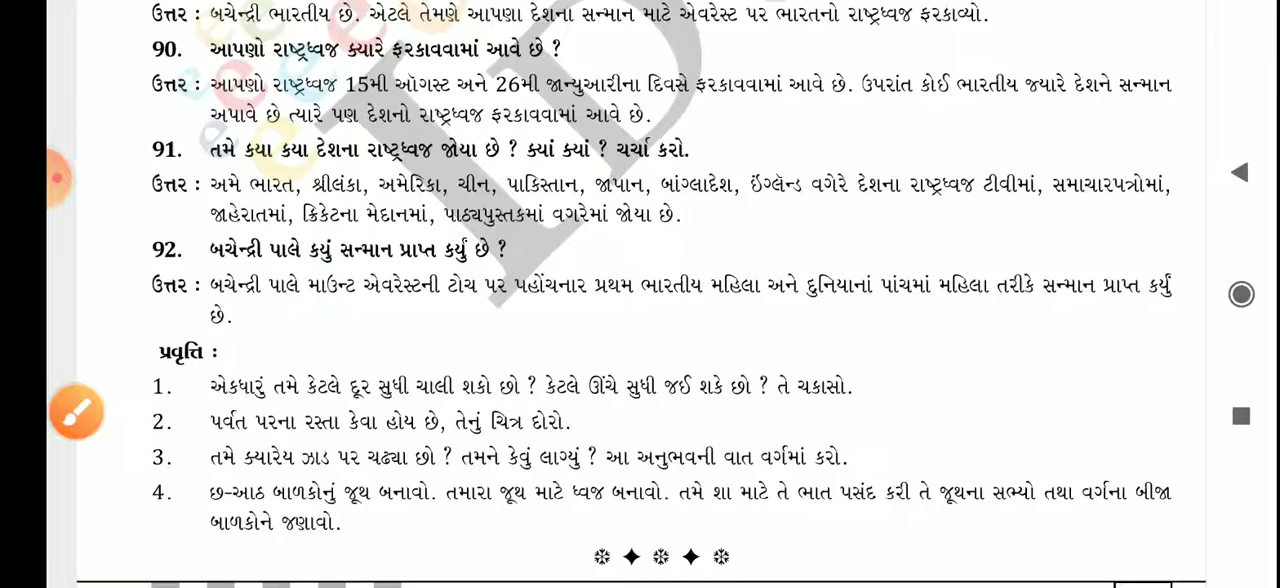 ઉત્તર : બચેન્દ્રી ભારતીય છે. એટલે તેમણે આપણા દેશના સન્માન માટે એવરેસ્ટ પર ભારતનો રાષ્ટ્રધ્વજ ફરકાવ્યો.
90. આપણો રાષ્ટ્રધ્વજ ક્યારે ફરકાવવામાં આવે છે ?
ઉત્તર : આપણો રાષ્ટ્રધ્વજ 15મી ઑગસ્ટ અને 26મી જાન્યુઆરીના દિવસે ફરકાવવામાં આવે છે. ઉપરાંત કોઈ ભારતીય જ્યારે દેશને સન્માન
અપાવે છે ત્યારે પણ દેશનો રાષ્ટ્રધ્વજ ફરકાવવામાં આવે છે.
91. તમે કયા કયા દેશના રાષ્ટ્રધ્વજ જોયા છે ? ક્યાં ક્યાં ? ચર્ચા કરો.
ઉત્તર : અમે ભારત, શ્રીલંકા, અમેરિકા, ચીન, પાકિસ્તાન, જાપાન, બાંગ્લાદેશ, ઇંગ્લૅન્ડ વગેરે દેશના રાષ્ટ્રધ્વજ ટીવીમાં, સમાચારપત્રોમાં,
જાહેરાતમાં, ક્રિકેટના મેદાનમાં, પાઠ્યપુસ્તકમાં વગરેમાં જોયા છે.
92. બચેન્દ્રી પાલે કયું સન્માન પ્રાપ્ત કર્યું છે ?
ઉત્તર : બચેન્દ્રી પાલે માઉન્ટ એવરેસ્ટની ટોચ પર પહોંચનાર પ્રથમ ભારતીય મહિલા અને દુનિયાનાં પાંચમાં મહિલા તરીકે સન્માન પ્રાપ્ત કર્યું
છે.
પ્રવૃત્તિ :
1. એકધારું તમે કેટલે દૂર સુધી ચાલી શકો છો ? કેટલે ઊંચે સુધી જઈ શકે છો ? તે ચકાસો.
2. પર્વત પરના રસ્તા કેવા હોય છે, તેનું ચિત્ર દોરો.
3. તમે ક્યારેય ઝાડ પર ચઢ્યા છો ? તમને કેવું લાગ્યું ? આ અનુભવની વાત વર્ગમાં કરો.
4. છ-આઠ બાળકોનું જૂથ બનાવો. તમારા જૂથ માટે ધ્વજ બનાવો. તમે શા માટે તે ભાત પસંદ કરી તે જૂથના સભ્યો તથા વર્ગના બીજા
બાળકોને જણાવો.